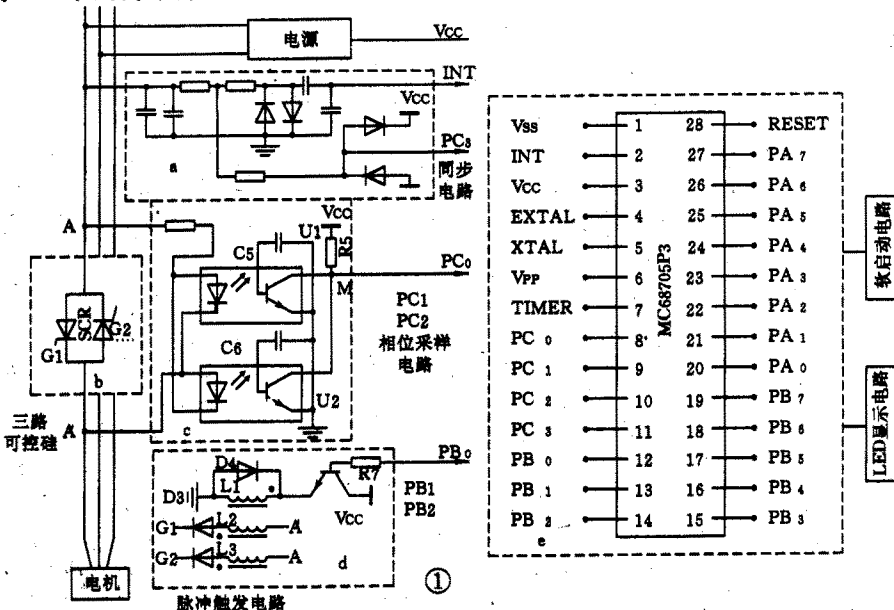 电源
Vcc
INT
Vcc
PC3
同步
电路
a
A
Vcc
U1
C5
R5
PC0
M
PC1
PC2
相位采样
电路
C6
U2
c
SCR
G1
G2
b
三路
可控硅
A'
PB0
D4
L1
R7
D3
PB1
PB2
Vcc
G1
L2
A'
G2
L3
A
d
电机
脉冲触发电路
①
MC68705P3
Vss 1 28 RESET
INT 2 27 PA7
Vcc 3 26 PA6
EXTAL 4 25 PA5
XTAL 5 24 PA4
VPP 6 23 PA3
TIMER 7 22 PA2
PC0 8 21 PA1
PC1 9 20 PA0
PC2 10 19 PB7
PC3 11 18 PB6
PB0 12 17 PB5
PB1 13 16 PB4
PB2 14 15 PB3
e
软启动电路
LED显示电路